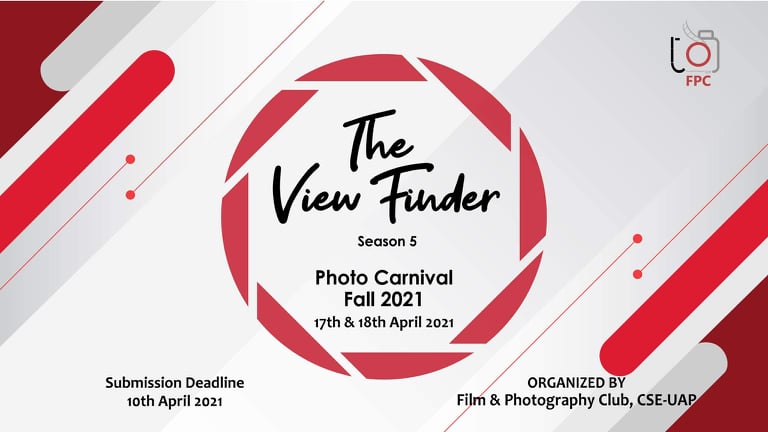 FPC
The
View Finder
Season 5
Photo Carnival
Fall 2021
17th & 18th April 2021
Submission Deadline
10th April 2021
ORGANIZED BY
Film & Photography Club, CSE-UAP